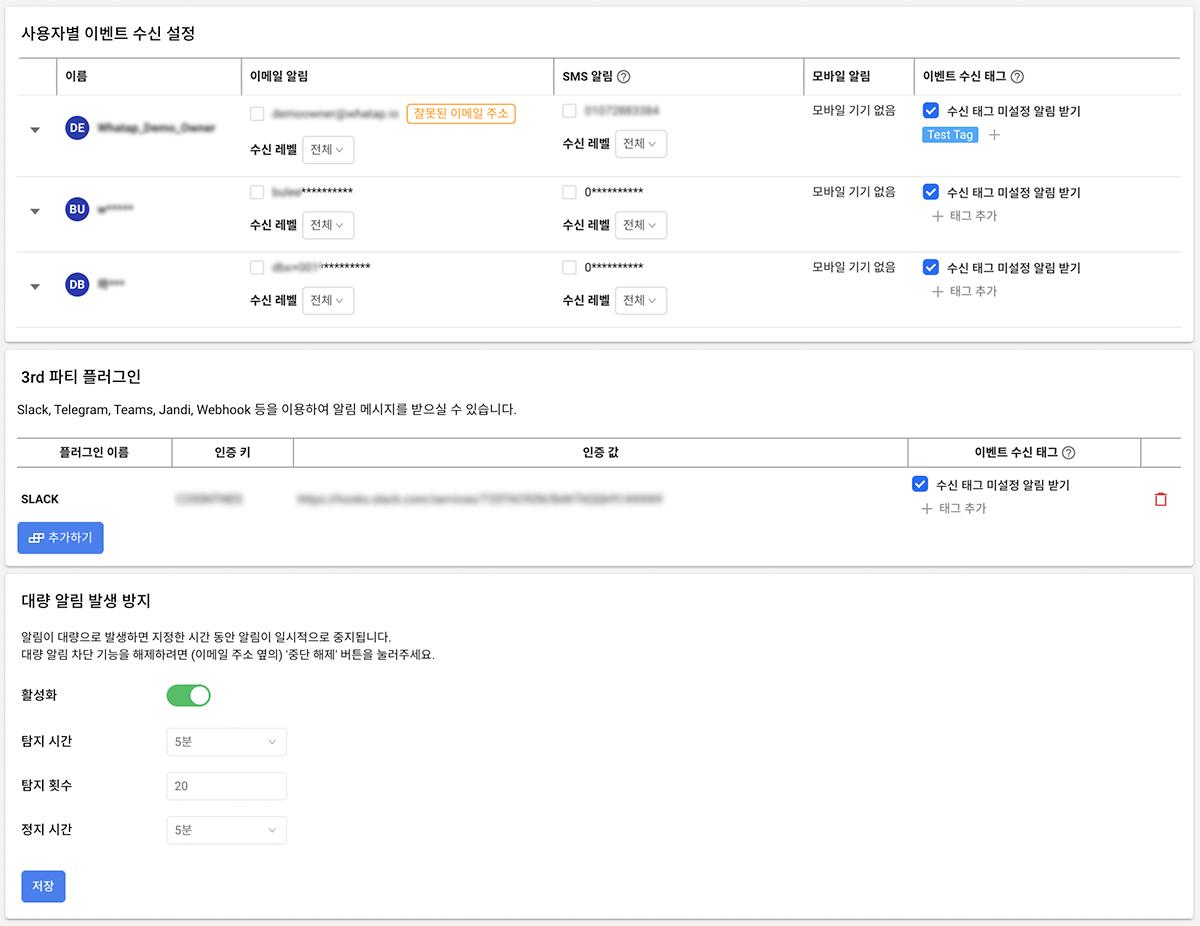 사용자별 이벤트 수신 설정
이름 이메일 알림 SMS 알림 ? 모바일 알림 이벤트 수신 태그 ?
DE 잘못된 이메일 주소 모바일 기기 없음 수신 태그 미설정 알림 받기
수신 레벨 전체 수신 레벨 전체 Test Tag +
BU ********** 0********** 모바일 기기 없음 수신 태그 미설정 알림 받기
수신 레벨 전체 수신 레벨 전체 + 태그 추가
DB ********** 0********** 모바일 기기 없음 수신 태그 미설정 알림 받기
수신 레벨 전체 수신 레벨 전체 + 태그 추가
3rd 파티 플러그인
Slack, Telegram, Teams, Jandi, Webhook 등을 이용하여 알림 메시지를 받으실 수 있습니다.
플러그인 이름 인증 키 인증 값 이벤트 수신 태그 ?
SLACK 수신 태그 미설정 알림 받기
+ 태그 추가
추가하기
대량 알림 발생 방지
알림이 대량으로 발생하면 지정한 시간 동안 알림이 일시적으로 중지됩니다.
대량 알림 차단 기능을 해제하려면 (이메일 주소 옆의) '중단 해제' 버튼을 눌러주세요.
활성화
탐지 시간 5분
탐지 횟수 20
정지 시간 5분
저장